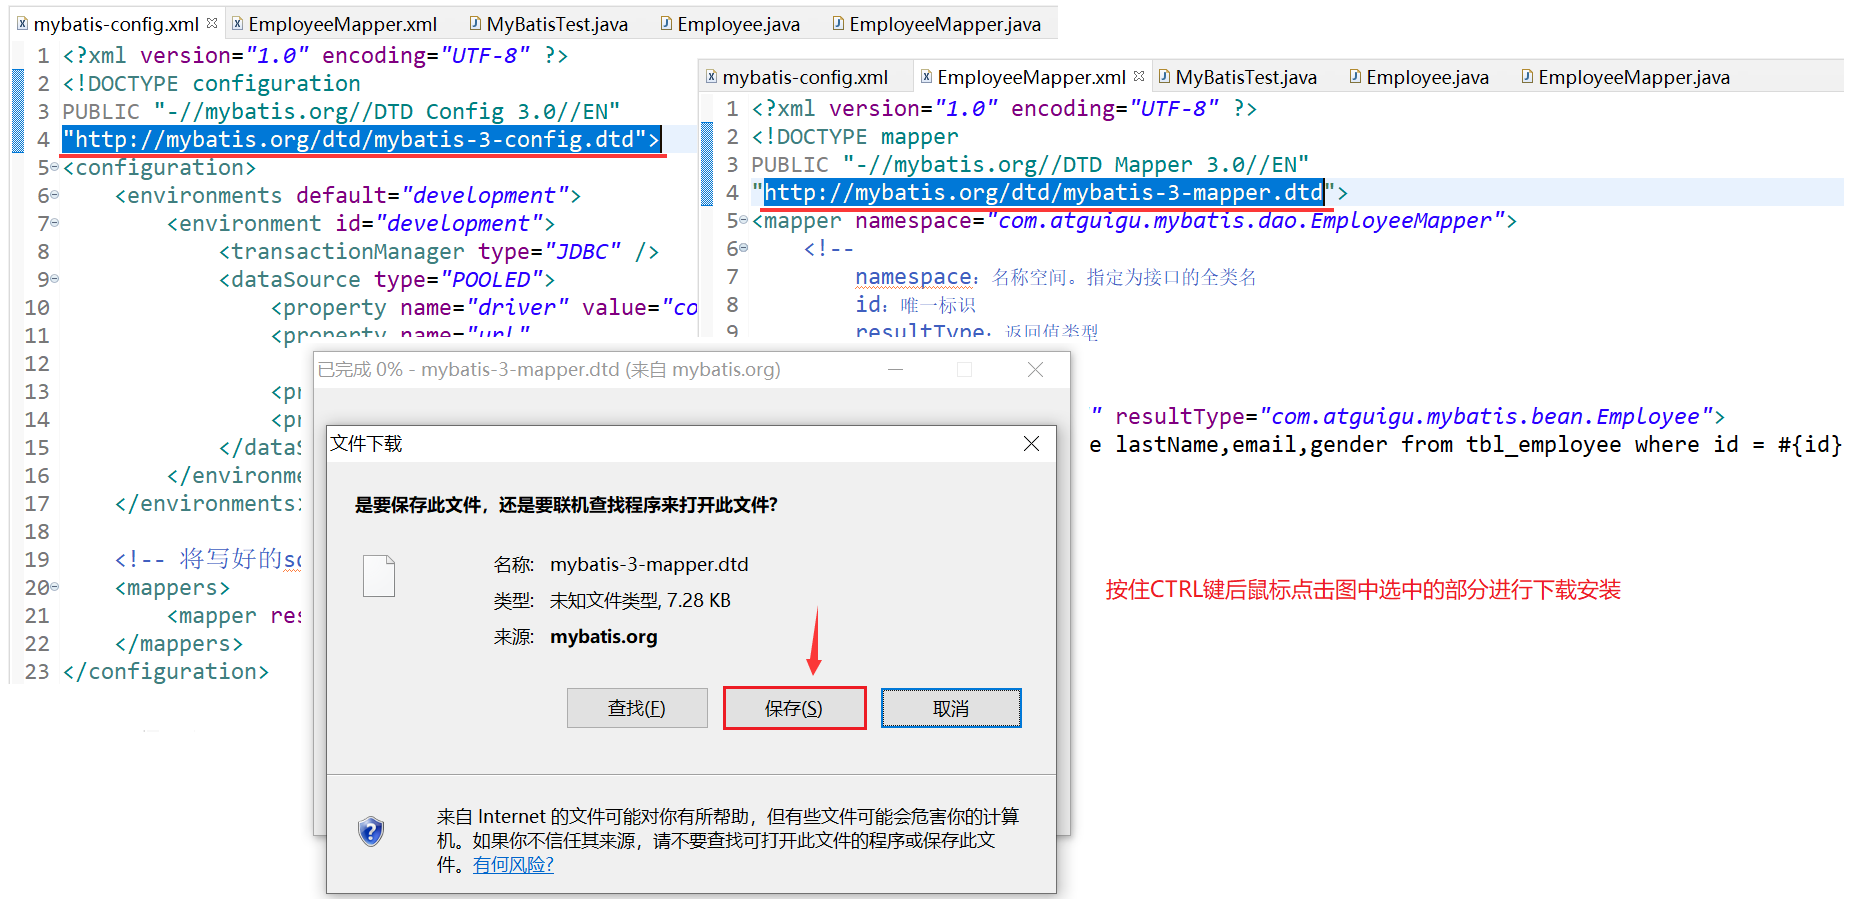 mybatis-config.xml EmployeeMapper.xml MyBatisTest.java Employee.java EmployeeMapper.java
1 <?xml version="1.0" encoding="UTF-8" ?>
2 <!DOCTYPE configuration
3 PUBLIC "-//mybatis.org//DTD Config 3.0//EN"
4 "http://mybatis.org/dtd/mybatis-3-config.dtd">
5 <configuration>
6 <environments default="development">
7 <environment id="development">
8 <transactionManager type="JDBC" />
9 <dataSource type="POOLED">
10 <property name="driver" value="co
11 <property name="url"
12
13 <pr
14 <pr
15 </dataS
16 </environme
17 </environments>
18
19 <!-- 将写好的sq
20 <mappers>
21 <mapper res
22 </mappers>
23 </configuration>
mybatis-config.xml EmployeeMapper.xml MyBatisTest.java Employee.java EmployeeMapper.java
1 <?xml version="1.0" encoding="UTF-8" ?>
2 <!DOCTYPE mapper
3 PUBLIC "-//mybatis.org//DTD Mapper 3.0//EN"
4 "http://mybatis.org/dtd/mybatis-3-mapper.dtd">
5 <mapper namespace="com.atguigu.mybatis.dao.EmployeeMapper">
6 <!--
7 namespace：名称空间。指定为接口的全类名
8 id：唯一标识
9 resultType：返回值类型
" resultType="com.atguigu.mybatis.bean.Employee">
e lastName,email,gender from tbl_employee where id = #{id}
已完成 0% - mybatis-3-mapper.dtd (来自 mybatis.org)
文件下载
是要保存此文件，还是要联机查找程序来打开此文件?
名称: mybatis-3-mapper.dtd
类型: 未知文件类型, 7.28 KB
来源: mybatis.org
查找(F) 保存(S) 取消
来自 Internet 的文件可能对你有所帮助，但有些文件可能会危害你的计算
机。如果你不信任其来源，请不要查找可打开此文件的程序或保存此文
件。有何风险?
按住CTRL键后鼠标点击图中选中的部分进行下载安装